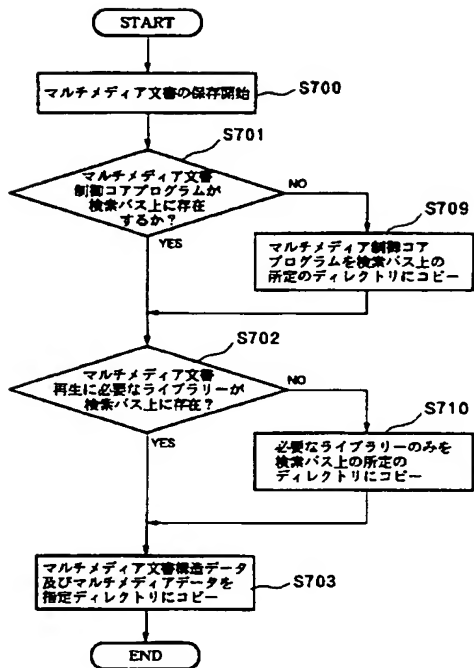 START
マルチメディア文書の保存開始
S700
S701
マルチメディア文書
制御コアプログラムが
検索パス上に存在
するか？
NO
YES
S709
マルチメディア制御コア
プログラムを検索パス上の
所定のディレクトリにコピー
S702
マルチメディア文書
再生に必要なライブラリーが
検索パス上に存在？
NO
YES
S710
必要なライブラリーのみを
検索パス上の所定の
ディレクトリにコピー
マルチメディア文書構造データ
及びマルチメディアデータを
指定ディレクトリにコピー
S703
END